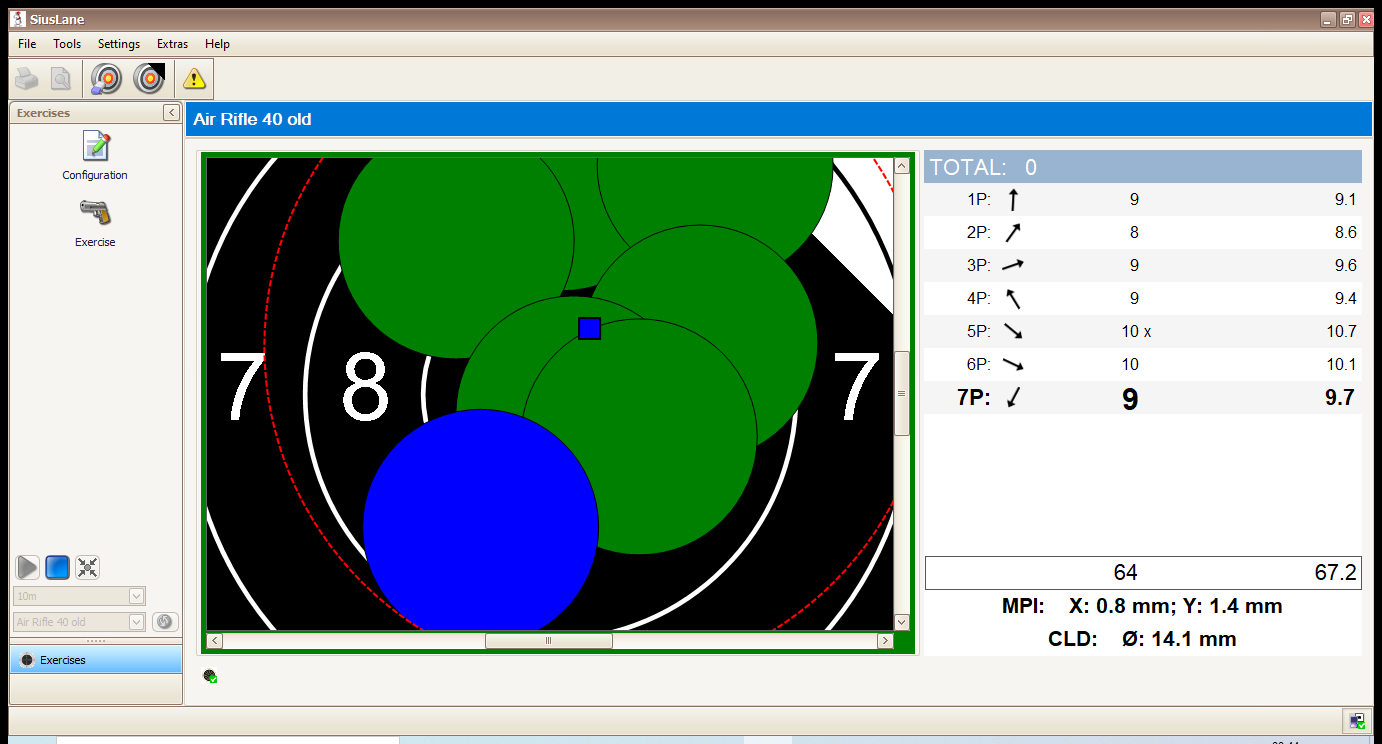 SiusLane
File Tools Settings Extras Help
Exercises
Configuration
Exercise
10m
Air Rifle 40 old
Exercises
Air Rifle 40 old
7 8 7
TOTAL: 0
1P: 9 9.1
2P: 8 8.6
3P: 9 9.6
4P: 9 9.4
5P: 10 x 10.7
6P: 10 10.1
7P: 9 9.7
64 67.2
MPI: X: 0.8 mm; Y: 1.4 mm
CLD: Ø: 14.1 mm